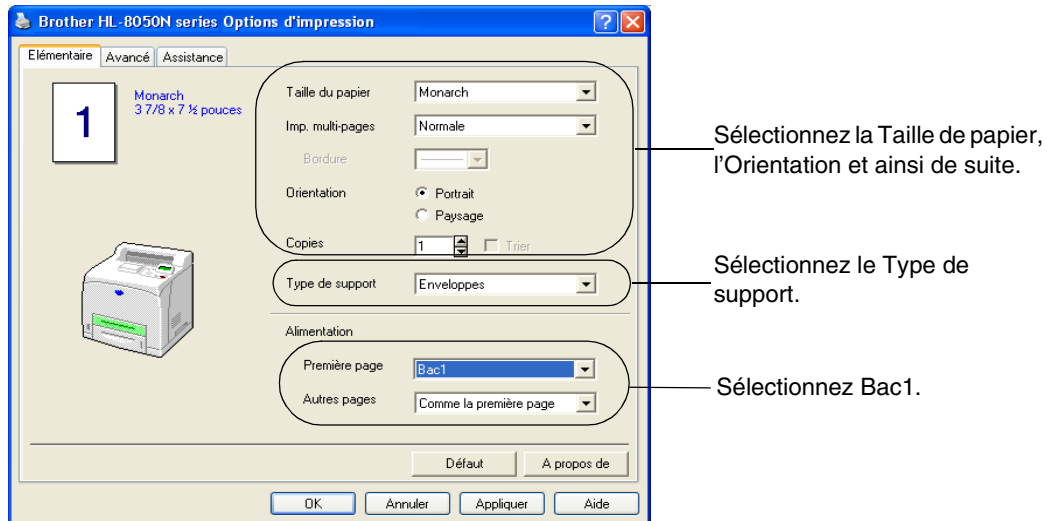 Brother HL-8050N series Options d'impression
Elémentaire Avancé Assistance
1
Monarch
3 7/8 x 7 ½ pouces
Taille du papier Monarch
Imp. multi-pages Normale
Bordure
Orientation Portrait
Paysage
Copies 1 Trier
Type de support Enveloppes
Alimentation
Première page Bac1
Autres pages Comme la première page
Défaut A propos de
OK Annuler Appliquer Aide
Sélectionnez la Taille de papier,
l'Orientation et ainsi de suite.
Sélectionnez le Type de
support.
Sélectionnez Bac1.